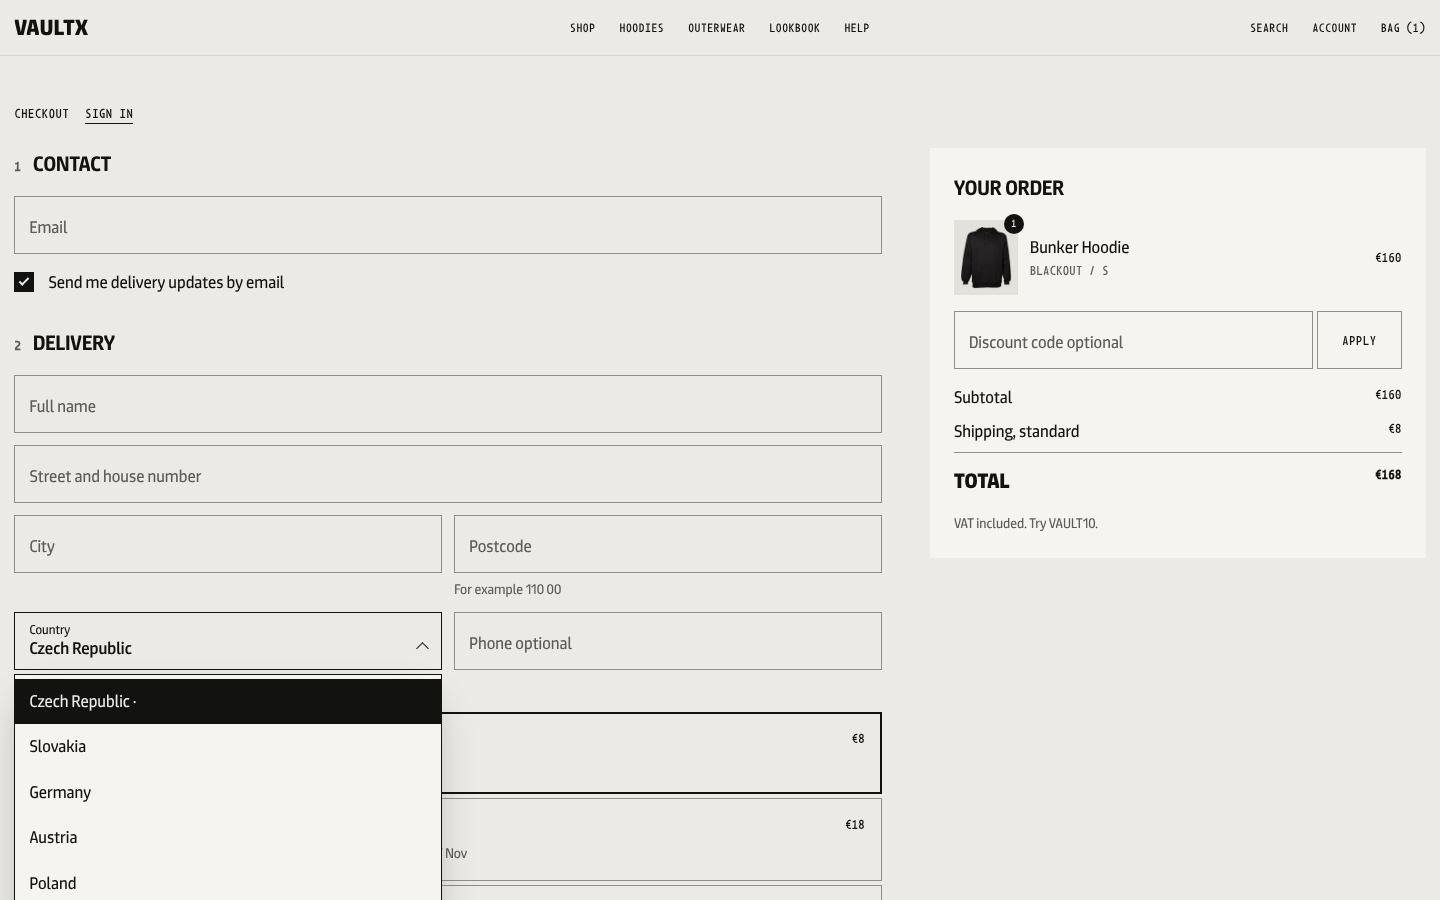 VAULTX
SHOP HOODIES OUTERWEAR LOOKBOOK HELP
SEARCH ACCOUNT BAG (1)
CHECKOUT SIGN IN
1 CONTACT
Email
Send me delivery updates by email
2 DELIVERY
Full name
Street and house number
City
Postcode
For example 110 00
Country
Czech Republic
Phone optional
Czech Republic ·
Slovakia
Germany
Austria
Poland
€8
€18
Nov
YOUR ORDER
1
Bunker Hoodie
BLACKOUT / S
€160
Discount code optional
APPLY
Subtotal €160
Shipping, standard €8
TOTAL €168
VAT included. Try VAULT10.